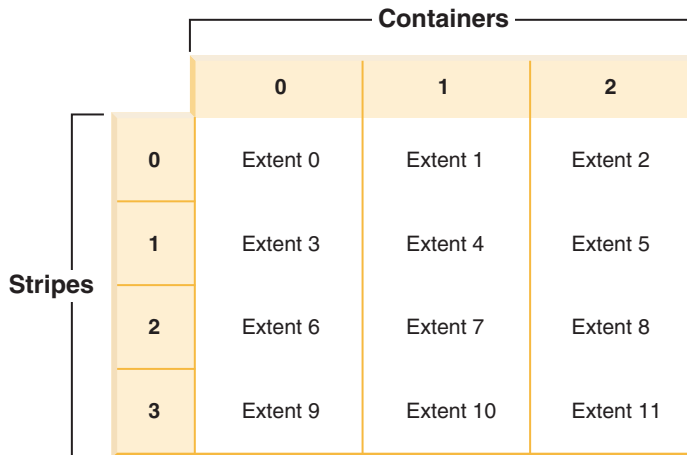 Containers
0 1 2
0 Extent 0 Extent 1 Extent 2
1 Extent 3 Extent 4 Extent 5
Stripes
2 Extent 6 Extent 7 Extent 8
3 Extent 9 Extent 10 Extent 11